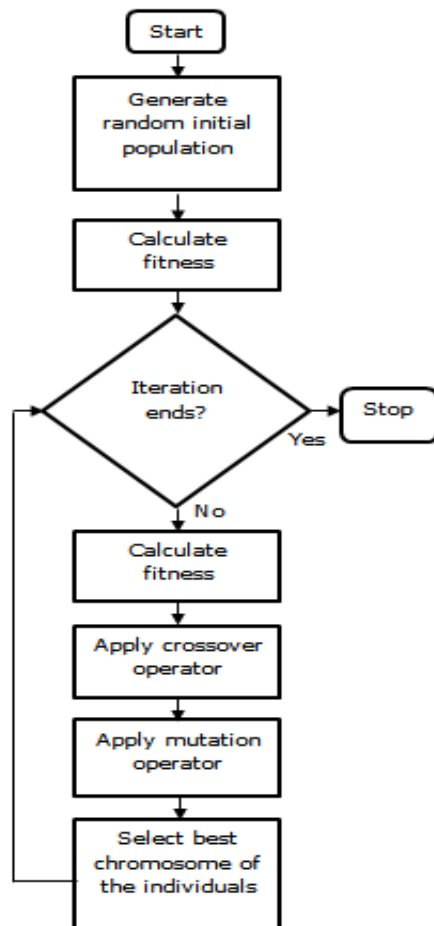 Start
Generate
random initial
population
Calculate
fitness
Iteration
ends?
Stop
Yes
No
Calculate
fitness
Apply crossover
operator
Apply mutation
operator
Select best
chromosome of
the individuals